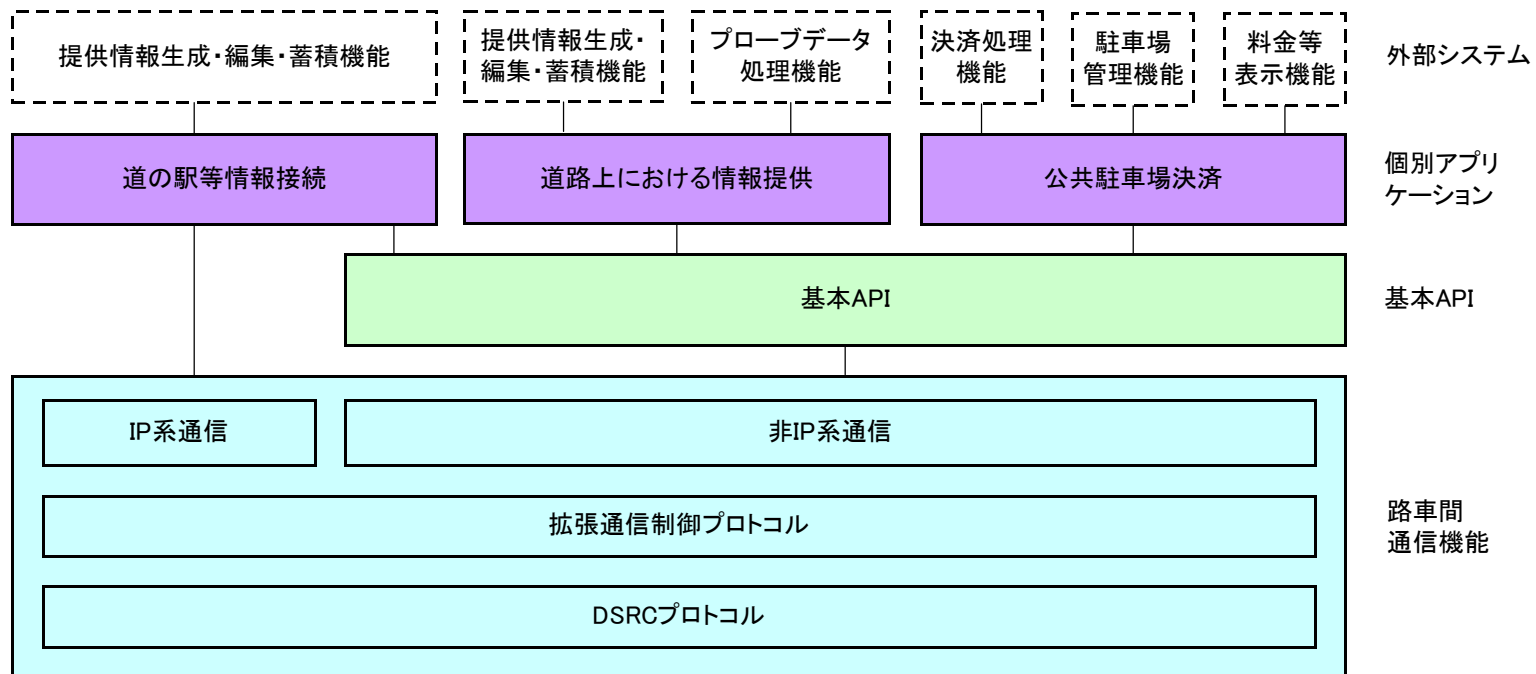 提供情報生成・編集・蓄積機能
提供情報生成・
編集・蓄積機能
プローブデータ
処理機能
決済処理
機能
駐車場
管理機能
料金等
表示機能
外部システム
道の駅等情報接続
道路上における情報提供
公共駐車場決済
個別アプリ
ケーション
基本API
基本API
IP系通信
非IP系通信
拡張通信制御プロトコル
DSRCプロトコル
路車間
通信機能